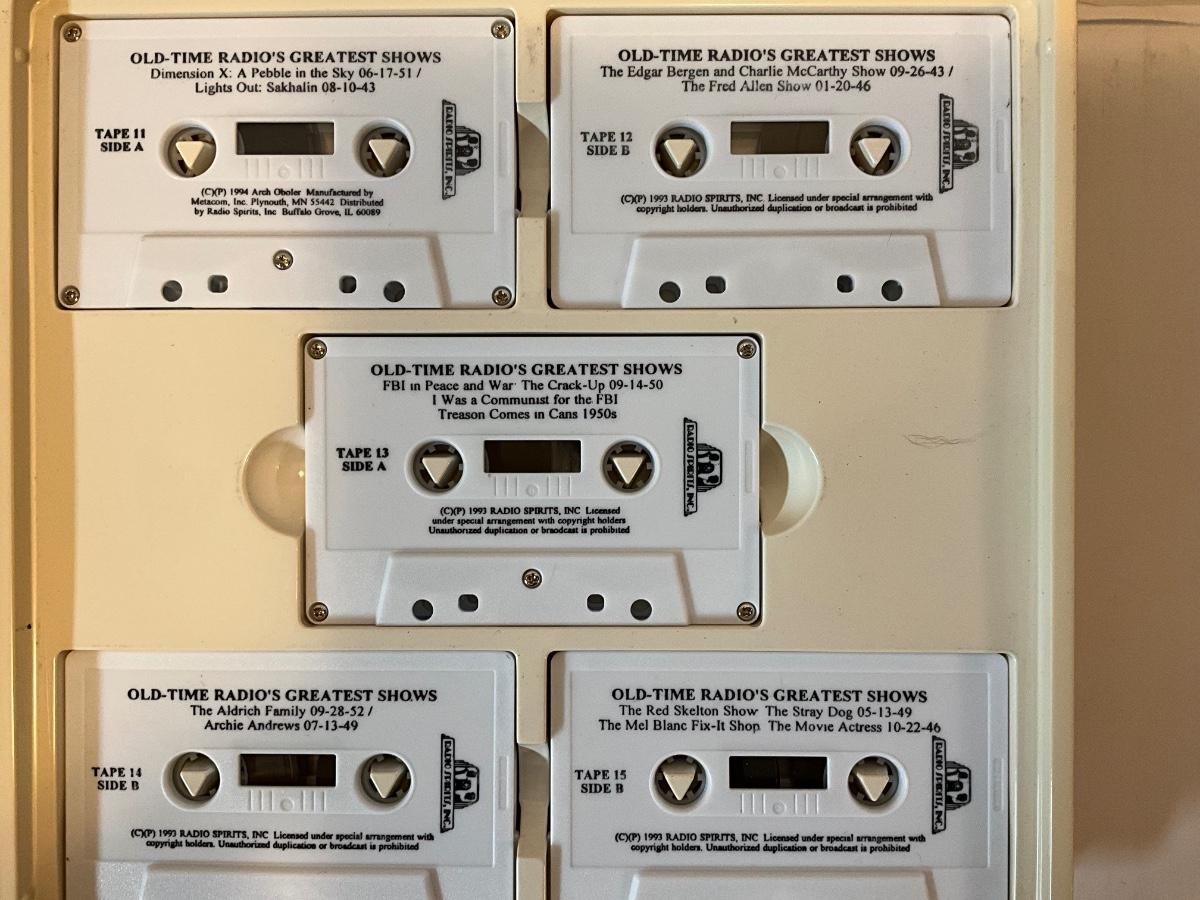 OLD-TIME RADIO'S GREATEST SHOWS
Dimension X: A Pebble in the Sky 06-17-51 /
Lights Out: Sakhalin 08-10-43
TAPE 11
SIDE A
RADIO SPIRITS, INC.
(C)(P) 1994 Arch Oboler Manufactured by
Metacom, Inc. Plynouth, MN 55442 Distributed
by Radio Spirits, Inc Buffalo Grove, IL 60089
OLD-TIME RADIO'S GREATEST SHOWS
The Edgar Bergen and Charlie McCarthy Show 09-26-43 /
The Fred Allen Show 01-20-46
TAPE 12
SIDE B
RADIO SPIRITS, INC.
(C)(P) 1993 RADIO SPIRITS, INC. Licensed under special arrangement with
copyright holders. Unauthorized duplication or broadcast is prohibited
OLD-TIME RADIO'S GREATEST SHOWS
FBI in Peace and War The Crack-Up 09-14-50
I Was a Communist for the FBI
Treason Comes in Cans 1950s
TAPE 13
SIDE A
RADIO SPIRITS, INC.
(C)(P) 1993 RADIO SPIRITS, INC Licensed
under special arrangement with copyright holders
Unauthorized duplication or braodcast is prohibited
OLD-TIME RADIO'S GREATEST SHOWS
The Aldrich Family 09-28-52 /
Archie Andrews 07-13-49
TAPE 14
SIDE B
RADIO SPIRITS, INC.
(C)(P) 1993 RADIO SPIRITS, INC Licensed under special arrangement with
copyright holders. Unauthorized duplication or broadcast is prohibited
OLD-TIME RADIO'S GREATEST SHOWS
The Red Skelton Show The Stray Dog 05-13-49
The Mel Blanc Fix-It Shop The Movie Actress 10-22-46
TAPE 15
SIDE B
RADIO SPIRITS, INC.
(C)(P) 1993 RADIO SPIRITS, INC Licensed under special arrangement with
copyright holders. Unauthorized duplication or broadcast is prohibited